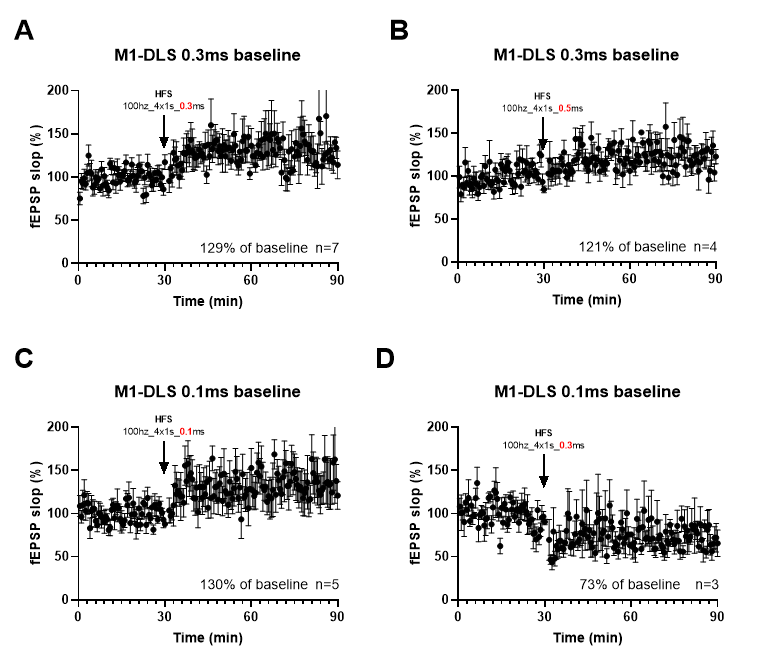 A
M1-DLS 0.3ms baseline
HFS
100hz_4x1s_0.3ms
200
150
100
50
0
fEPSP slop (%)
129% of baseline n=7
0 30 60 90
Time (min)
B
M1-DLS 0.3ms baseline
HFS
100hz_4x1s_0.5ms
200
150
100
50
0
fEPSP slop (%)
121% of baseline n=4
0 30 60 90
Time (min)
C
M1-DLS 0.1ms baseline
HFS
100hz_4x1s_0.1ms
200
150
100
50
0
fEPSP slop (%)
130% of baseline n=5
0 30 60 90
Time (min)
D
M1-DLS 0.1ms baseline
HFS
100hz_4x1s_0.3ms
200
150
100
50
0
fEPSP slop (%)
73% of baseline n=3
0 30 60 90
Time (min)